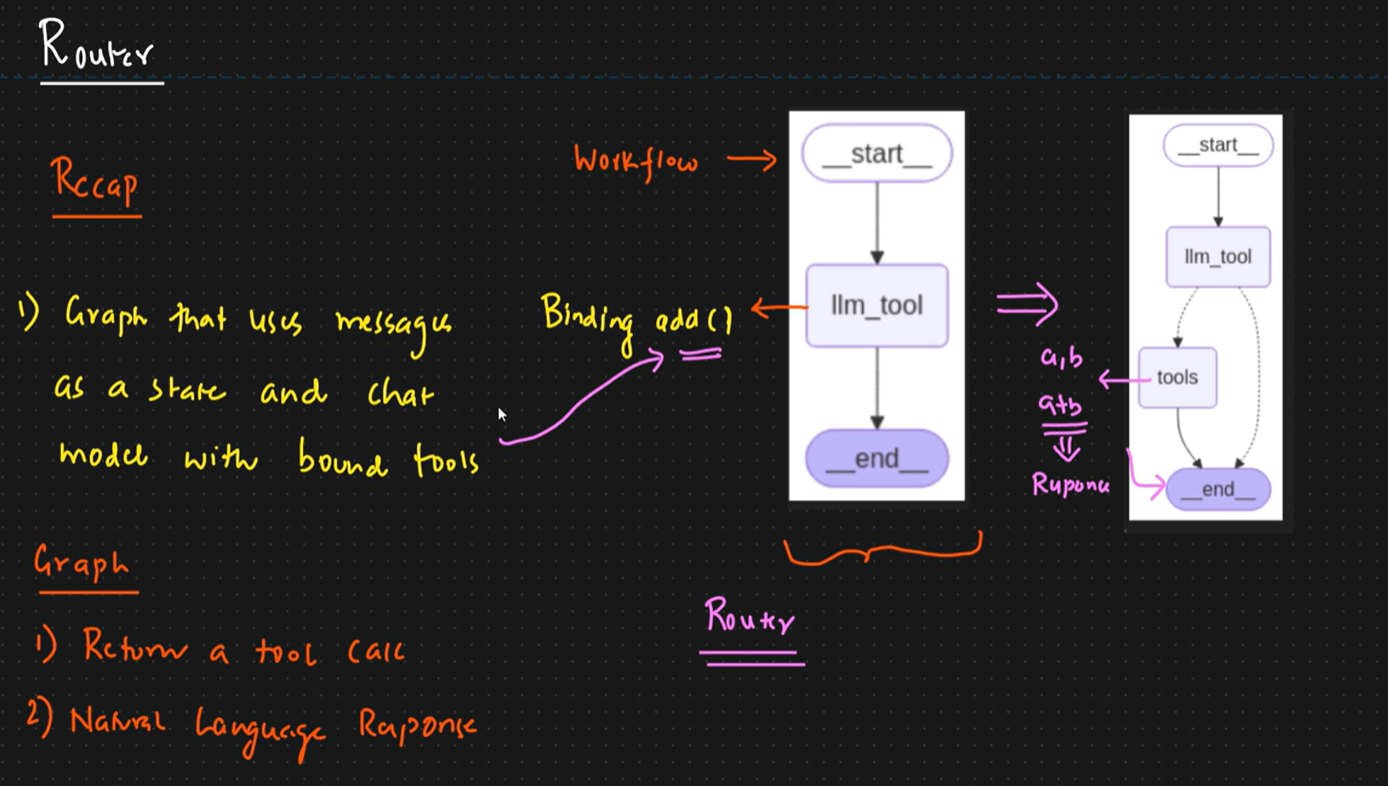 Router
Recap
Workflow
1) Graph that uses messages
as a state and chat
model with bound tools
Binding add()
__start__
llm_tool
__end__
__start__
llm_tool
tools
__end__
a,b
a+b
Response
Graph
1) Return a tool call
2) Natural Language Response
Router